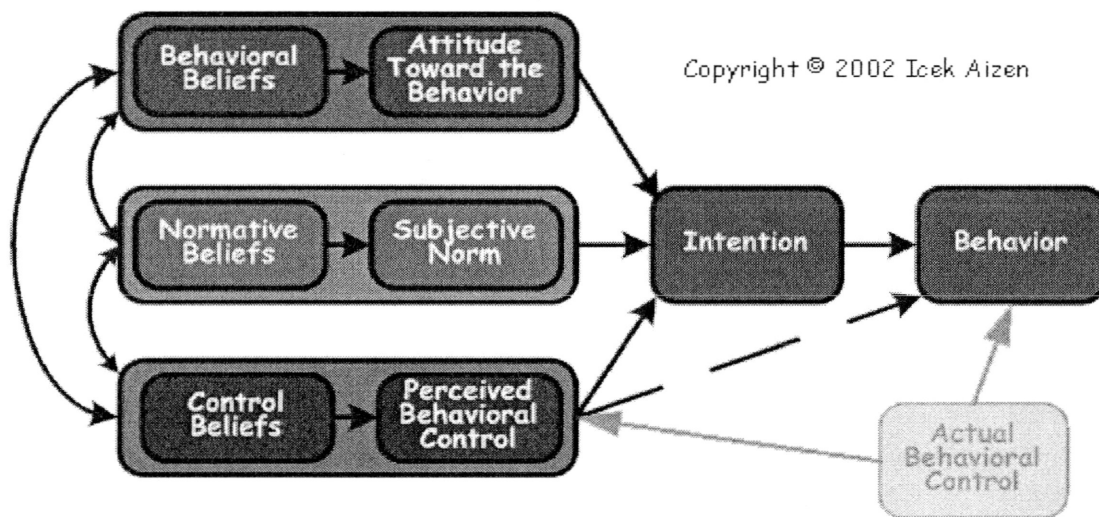 Behavioral
Beliefs
Attitude
Toward the
Behavior
Copyright © 2002 Icek Aizen
Normative
Beliefs
Subjective
Norm
Intention
Behavior
Control
Beliefs
Perceived
Behavioral
Control
Actual
Behavioral
Control